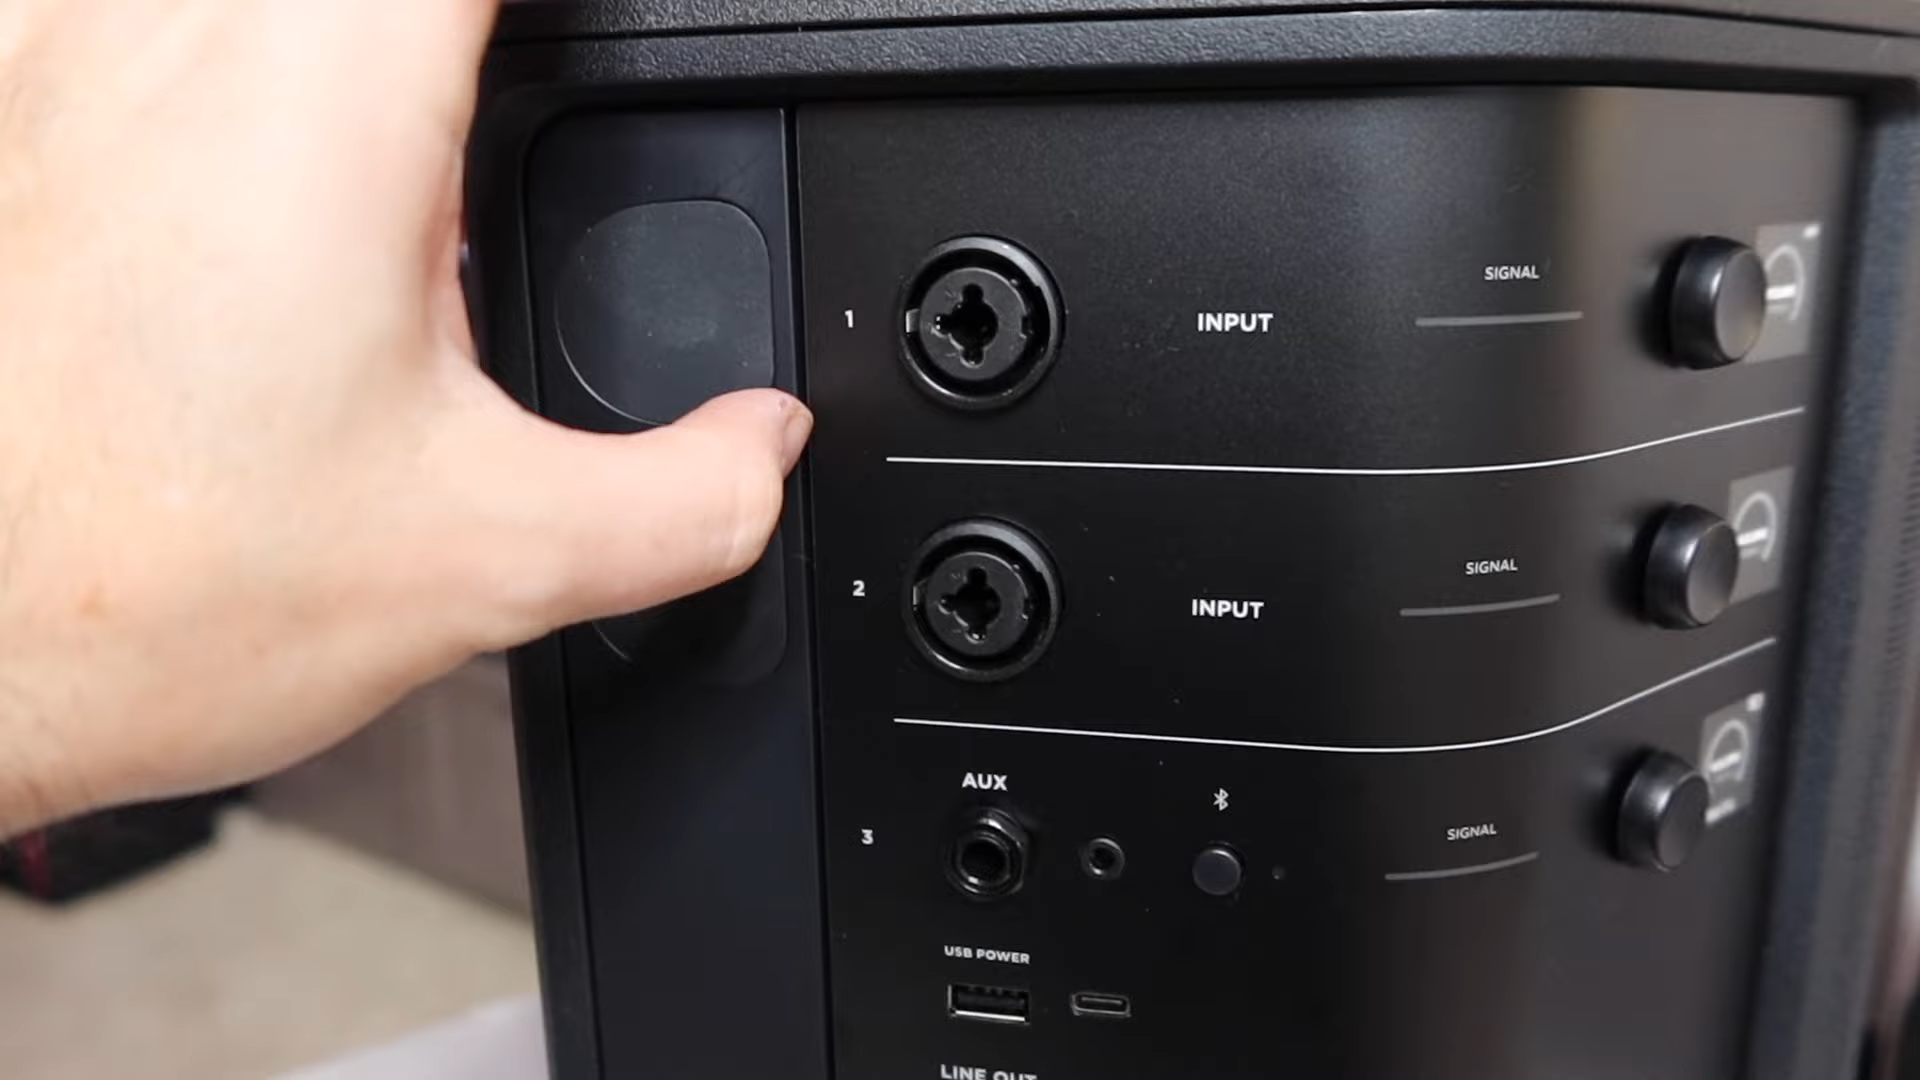 1 INPUT SIGNAL
2 INPUT SIGNAL
AUX
3 SIGNAL
USB POWER
LINE OUT